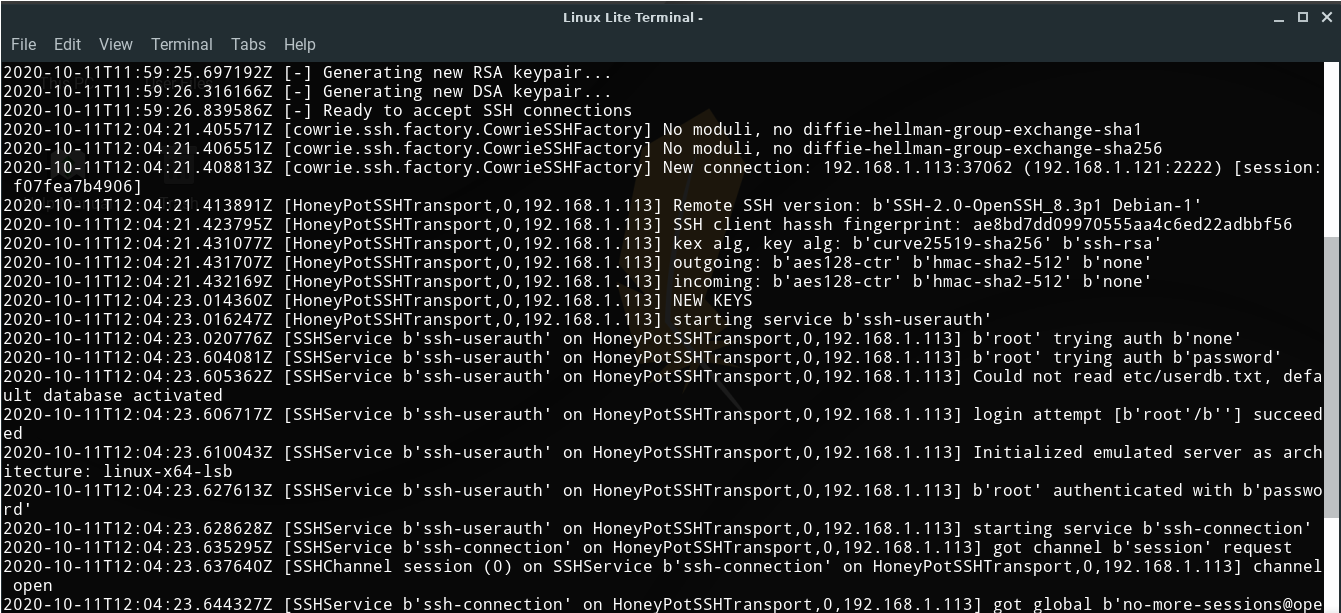 Linux Lite Terminal -
File Edit View Terminal Tabs Help
2020-10-11T11:59:25.697192Z [-] Generating new RSA keypair...
2020-10-11T11:59:26.316166Z [-] Generating new DSA keypair...
2020-10-11T11:59:26.839586Z [-] Ready to accept SSH connections
2020-10-11T12:04:21.405571Z [cowrie.ssh.factory.CowrieSSHFactory] No moduli, no diffie-hellman-group-exchange-sha1
2020-10-11T12:04:21.406551Z [cowrie.ssh.factory.CowrieSSHFactory] No moduli, no diffie-hellman-group-exchange-sha256
2020-10-11T12:04:21.408813Z [cowrie.ssh.factory.CowrieSSHFactory] New connection: 192.168.1.113:37062 (192.168.1.121:2222) [session:
 f07fea7b4906]
2020-10-11T12:04:21.413891Z [HoneyPotSSHTransport,0,192.168.1.113] Remote SSH version: b'SSH-2.0-OpenSSH_8.3p1 Debian-1'
2020-10-11T12:04:21.423795Z [HoneyPotSSHTransport,0,192.168.1.113] SSH client hassh fingerprint: ae8bd7dd09970555aa4c6ed22adbbf56
2020-10-11T12:04:21.431077Z [HoneyPotSSHTransport,0,192.168.1.113] kex alg, key alg: b'curve25519-sha256' b'ssh-rsa'
2020-10-11T12:04:21.431707Z [HoneyPotSSHTransport,0,192.168.1.113] outgoing: b'aes128-ctr' b'hmac-sha2-512' b'none'
2020-10-11T12:04:21.432169Z [HoneyPotSSHTransport,0,192.168.1.113] incoming: b'aes128-ctr' b'hmac-sha2-512' b'none'
2020-10-11T12:04:23.014360Z [HoneyPotSSHTransport,0,192.168.1.113] NEW KEYS
2020-10-11T12:04:23.016247Z [HoneyPotSSHTransport,0,192.168.1.113] starting service b'ssh-userauth'
2020-10-11T12:04:23.020776Z [SSHService b'ssh-userauth' on HoneyPotSSHTransport,0,192.168.1.113] b'root' trying auth b'none'
2020-10-11T12:04:23.604081Z [SSHService b'ssh-userauth' on HoneyPotSSHTransport,0,192.168.1.113] b'root' trying auth b'password'
2020-10-11T12:04:23.605362Z [SSHService b'ssh-userauth' on HoneyPotSSHTransport,0,192.168.1.113] Could not read etc/userdb.txt, defa
ult database activated
2020-10-11T12:04:23.606717Z [SSHService b'ssh-userauth' on HoneyPotSSHTransport,0,192.168.1.113] login attempt [b'root'/b''] succeed
ed
2020-10-11T12:04:23.610043Z [SSHService b'ssh-userauth' on HoneyPotSSHTransport,0,192.168.1.113] Initialized emulated server as arch
itecture: linux-x64-lsb
2020-10-11T12:04:23.627613Z [SSHService b'ssh-userauth' on HoneyPotSSHTransport,0,192.168.1.113] b'root' authenticated with b'passwo
rd'
2020-10-11T12:04:23.628628Z [SSHService b'ssh-userauth' on HoneyPotSSHTransport,0,192.168.1.113] starting service b'ssh-connection'
2020-10-11T12:04:23.635295Z [SSHService b'ssh-connection' on HoneyPotSSHTransport,0,192.168.1.113] got channel b'session' request
2020-10-11T12:04:23.637640Z [SSHChannel session (0) on SSHService b'ssh-connection' on HoneyPotSSHTransport,0,192.168.1.113] channel
 open
2020-10-11T12:04:23.644327Z [SSHService b'ssh-connection' on HoneyPotSSHTransport,0,192.168.1.113] got global b'no-more-sessions@ope